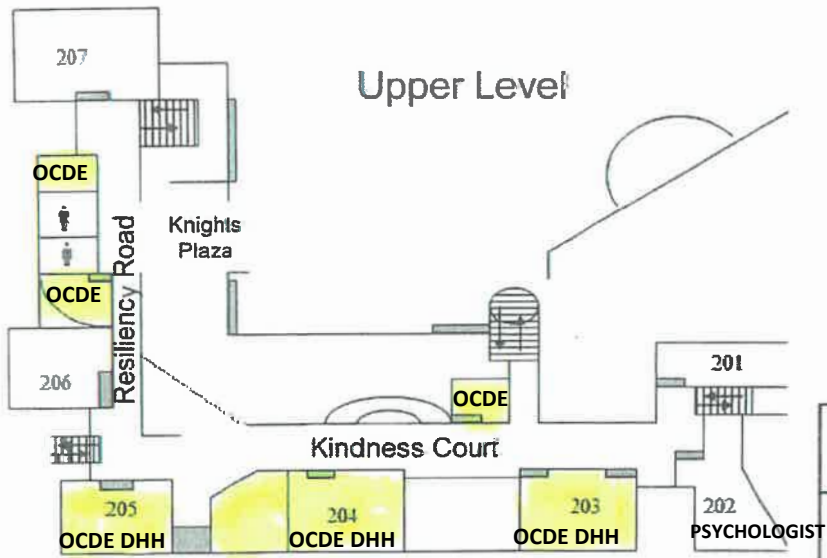 207
Upper Level
OCDE
Knights
Plaza
Resiliency Road
OCDE
206
201
OCDE
Kindness Court
205
OCDE DHH
204
OCDE DHH
203
OCDE DHH
202
PSYCHOLOGIST